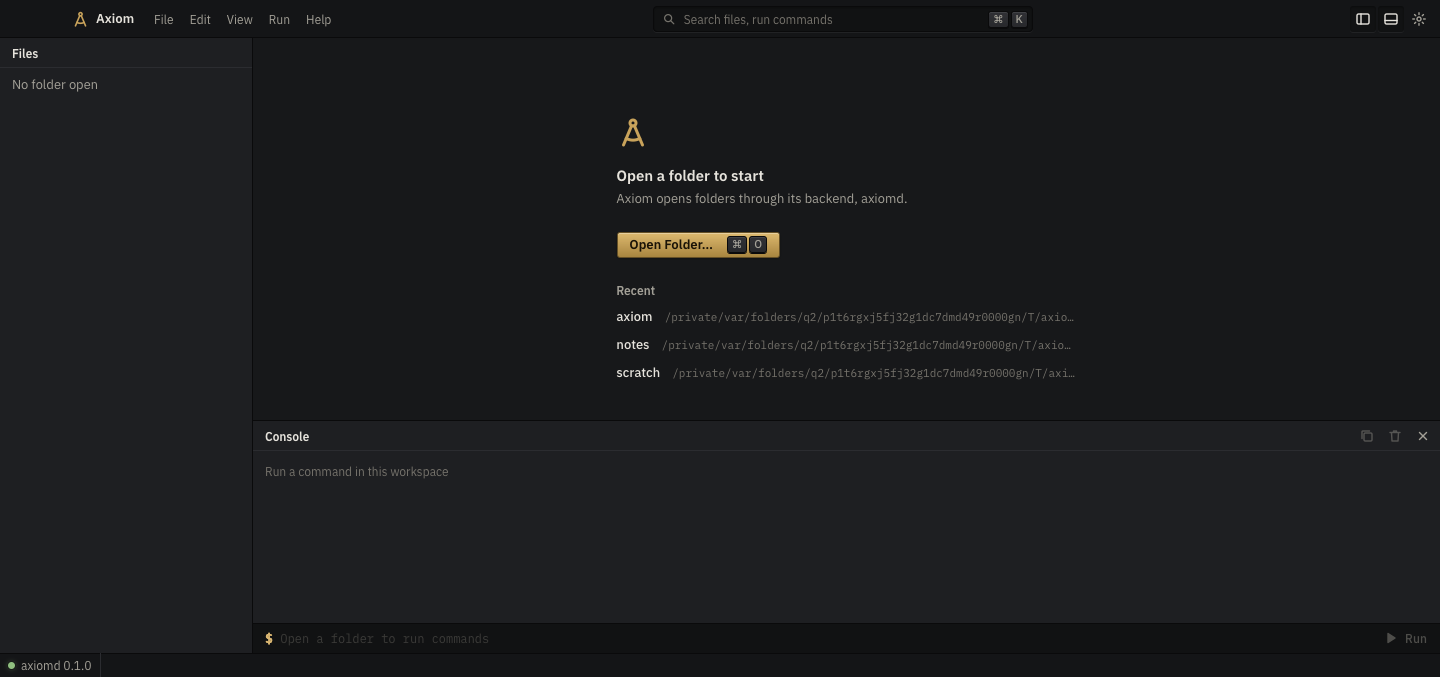 Axiom File Edit View Run Help Search files, run commands ⌘ K
Files
No folder open
Open a folder to start
Axiom opens folders through its backend, axiomd.
Open Folder... ⌘ O
Recent
axiom /private/var/folders/q2/p1t6rgxj5fj32g1dc7dmd49r0000gn/T/axio…
notes /private/var/folders/q2/p1t6rgxj5fj32g1dc7dmd49r0000gn/T/axio…
scratch /private/var/folders/q2/p1t6rgxj5fj32g1dc7dmd49r0000gn/T/axi…
Console
Run a command in this workspace
$ Open a folder to run commands Run
axiomd 0.1.0